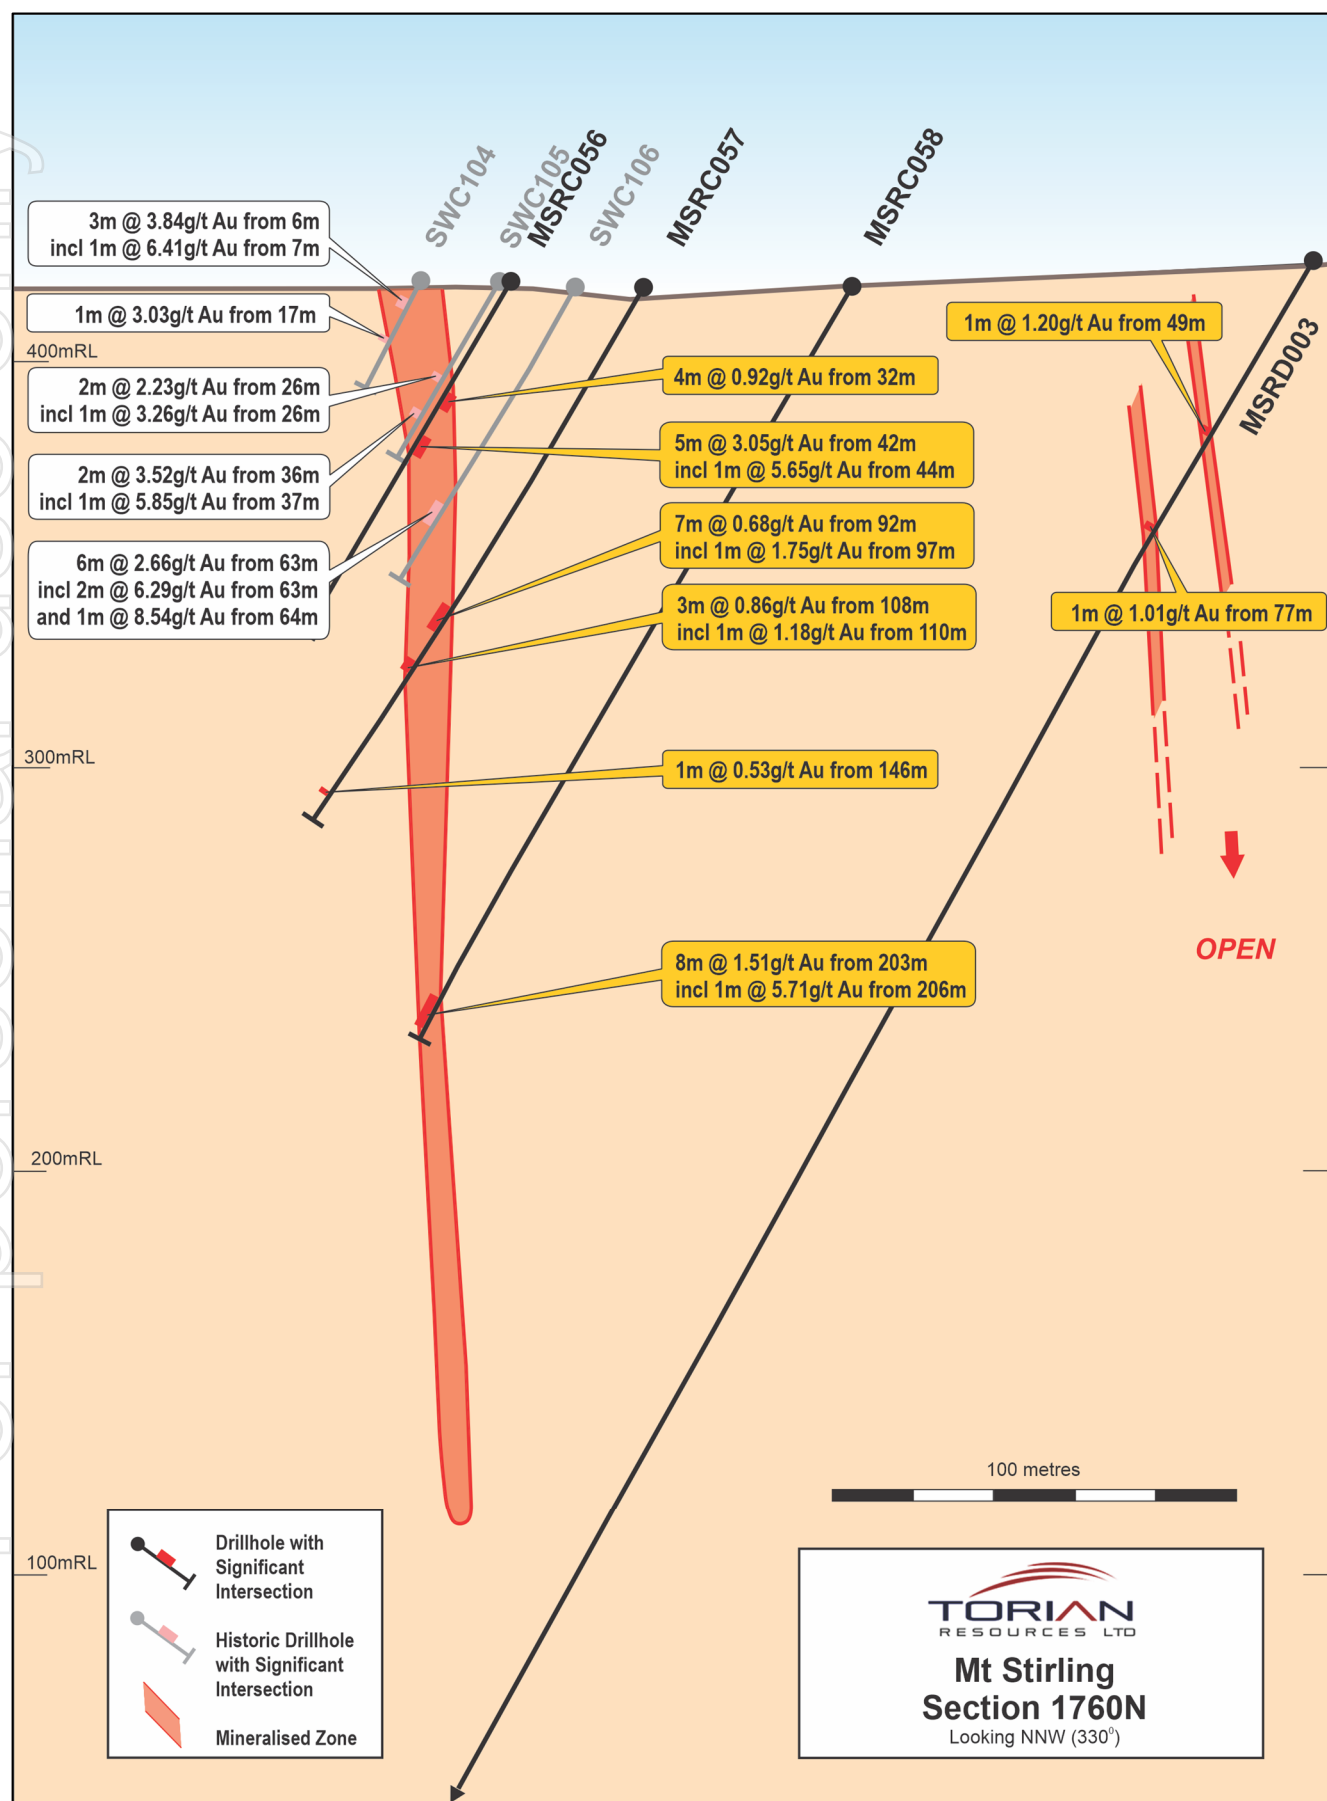 SWC104
SWC105
MSRC056
SWC106
MSRC057
MSRC058
MSRD003
3m @ 3.84g/t Au from 6m
incl 1m @ 6.41g/t Au from 7m
1m @ 3.03g/t Au from 17m
400mRL
2m @ 2.23g/t Au from 26m
incl 1m @ 3.26g/t Au from 26m
2m @ 3.52g/t Au from 36m
incl 1m @ 5.85g/t Au from 37m
6m @ 2.66g/t Au from 63m
incl 2m @ 6.29g/t Au from 63m
and 1m @ 8.54g/t Au from 64m
1m @ 1.20g/t Au from 49m
4m @ 0.92g/t Au from 32m
5m @ 3.05g/t Au from 42m
incl 1m @ 5.65g/t Au from 44m
7m @ 0.68g/t Au from 92m
incl 1m @ 1.75g/t Au from 97m
3m @ 0.86g/t Au from 108m
incl 1m @ 1.18g/t Au from 110m
1m @ 1.01g/t Au from 77m
300mRL
1m @ 0.53g/t Au from 146m
OPEN
8m @ 1.51g/t Au from 203m
incl 1m @ 5.71g/t Au from 206m
200mRL
100 metres
100mRL
Drillhole with
Significant
Intersection
Historic Drillhole
with Significant
Intersection
Mineralised Zone
TORIAN
RESOURCES LTD
Mt Stirling
Section 1760N
Looking NNW (330⁰)